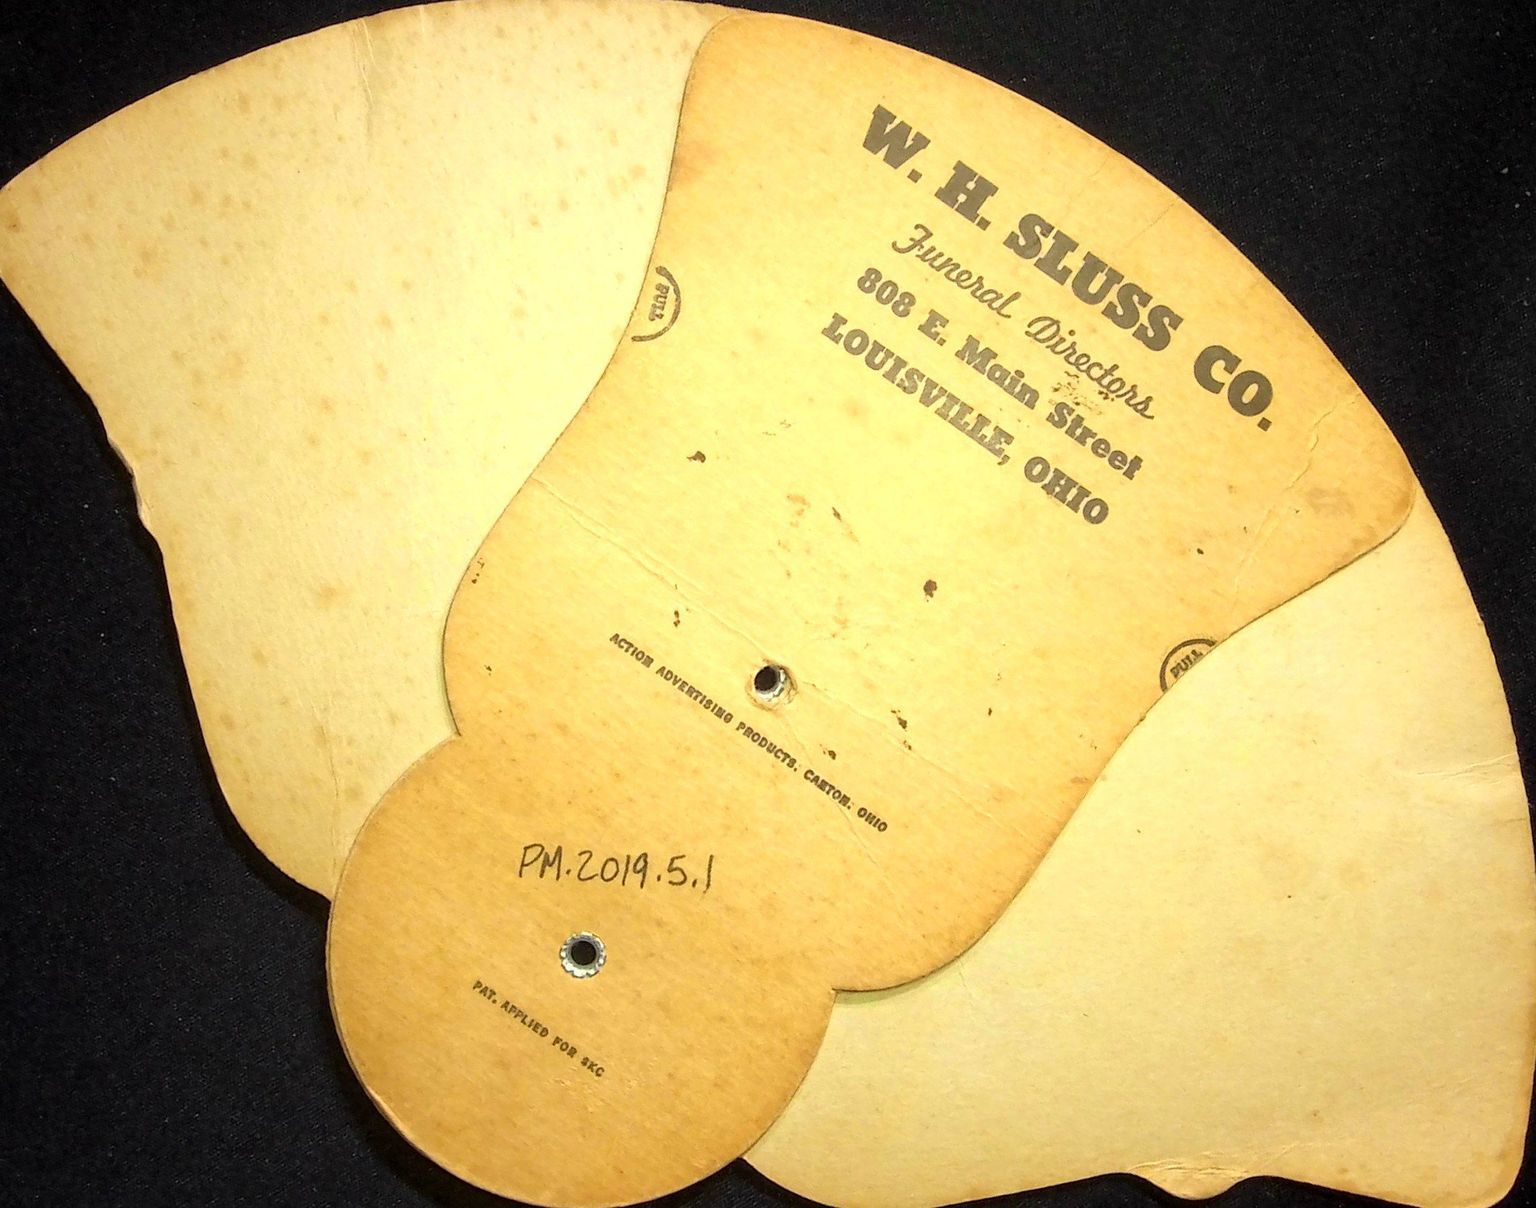 W. H. SLUSS CO.
Funeral Directors
808 E. Main Street
LOUISVILLE, OHIO
PULL
PULL
ACTION ADVERTISING PRODUCTS, CANTON, OHIO
PM.2019.5.1
PAT. APPLIED FOR SKC